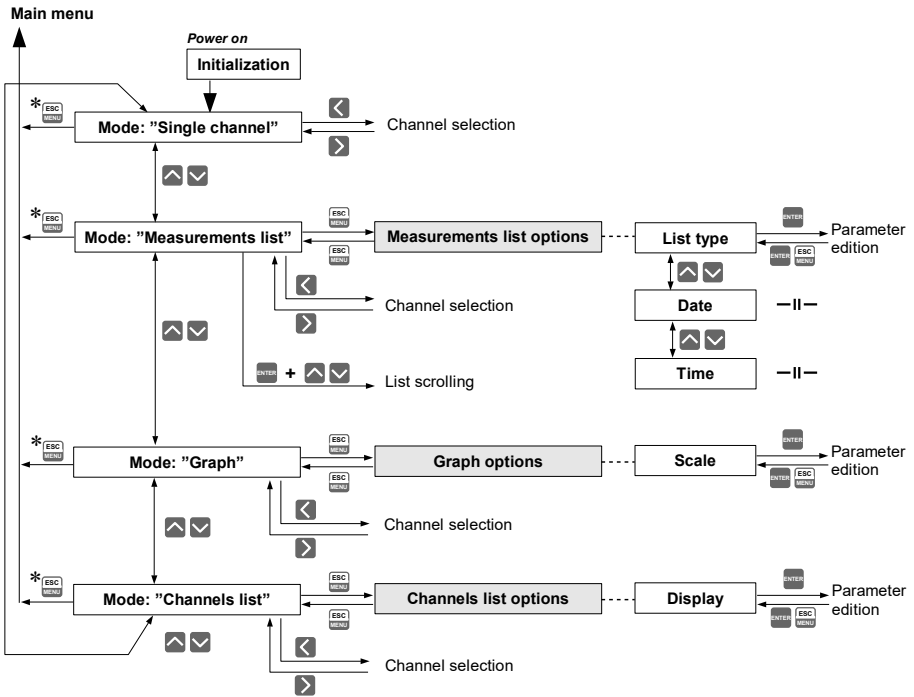 Main menu
Power on
Initialization
*
ESC
MENU
Mode: ”Single channel”
Channel selection
*
ESC
MENU
Mode: ”Measurements list”
ESC
MENU
ESC
MENU
Measurements list options
List type
ENTER
ENTER
ESC
MENU
Parameter
edition
Channel selection
Date
—II—
ENTER
+
List scrolling
Time
—II—
*
ESC
MENU
Mode: ”Graph”
ESC
MENU
ESC
MENU
Graph options
Scale
ENTER
ENTER
ESC
MENU
Parameter
edition
Channel selection
*
ESC
MENU
Mode: ”Channels list”
ESC
MENU
ESC
MENU
Channels list options
Display
ENTER
ENTER
ESC
MENU
Parameter
edition
Channel selection